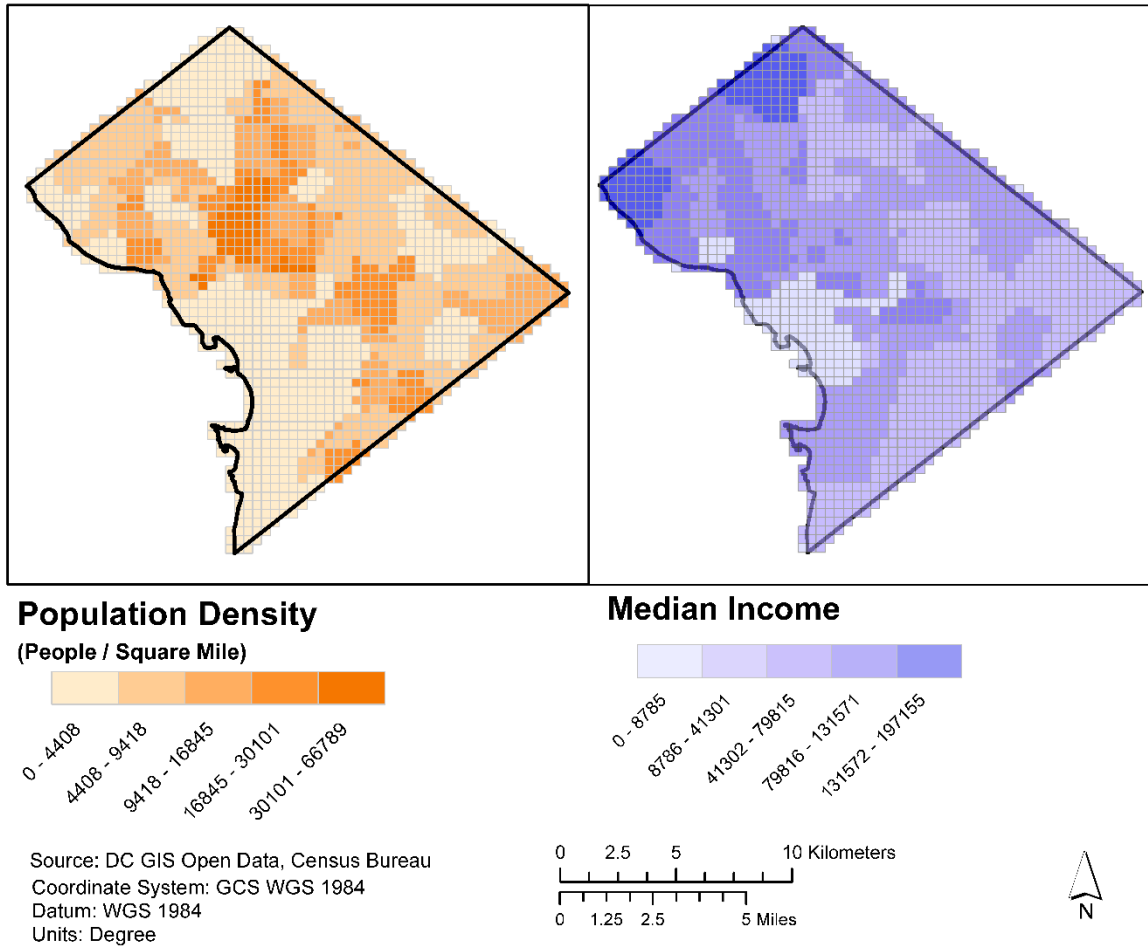 Population Density
(People / Square Mile)
0 - 4408
4408 - 9418
9418 - 16845
16845 - 30101
30101 - 66789
Median Income
0 - 8785
8786 - 41301
41302 - 79815
79816 - 131571
131572 - 197155
Source: DC GIS Open Data, Census Bureau
Coordinate System: GCS WGS 1984
Datum: WGS 1984
Units: Degree
0 2.5 5 10 Kilometers
0 1.25 2.5 5 Miles
N